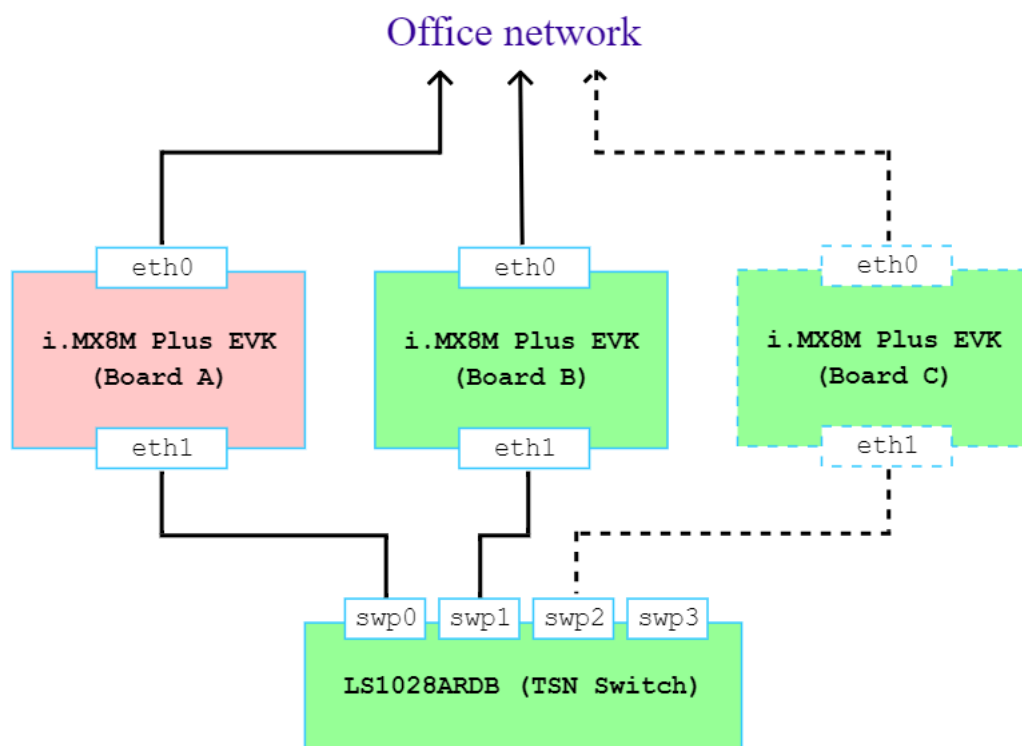 Office network
eth0
eth0
eth0
i.MX8M Plus EVK
(Board A)
i.MX8M Plus EVK
(Board B)
i.MX8M Plus EVK
(Board C)
eth1
eth1
eth1
swp0
swp1
swp2
swp3
LS1028ARDB (TSN Switch)